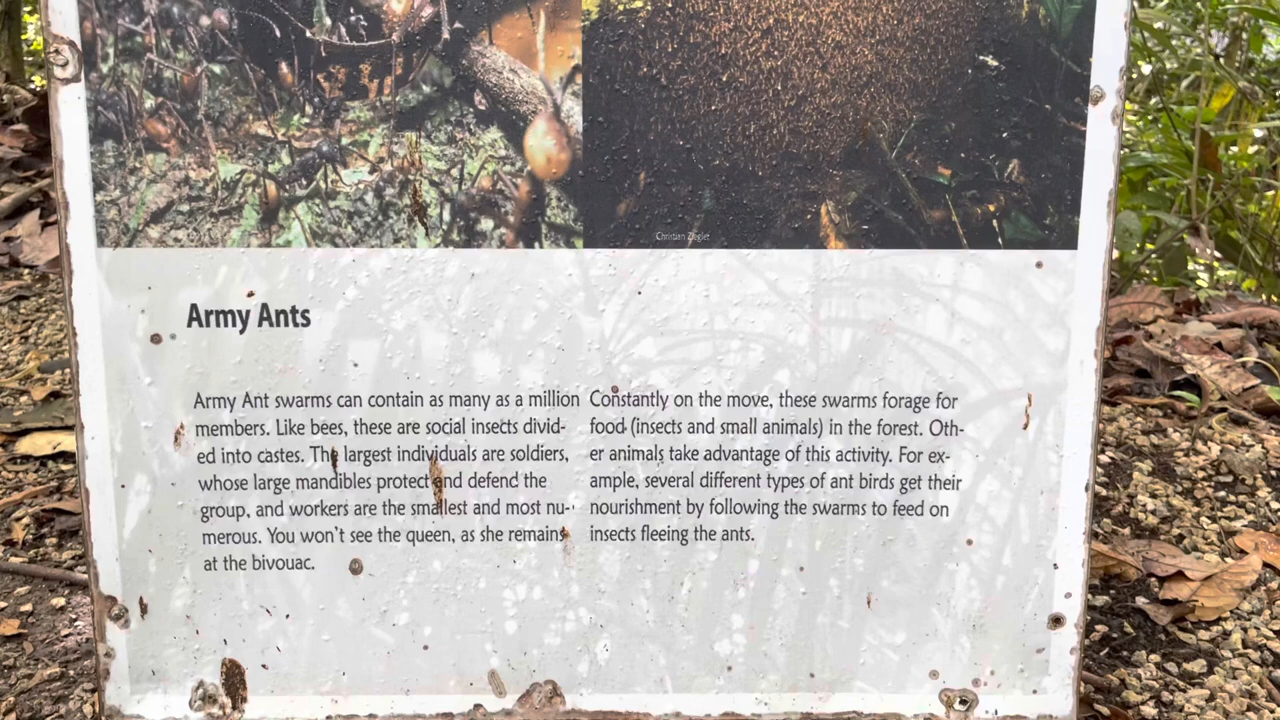 Christian Ziegler
Army Ants
Army Ant swarms can contain as many as a million
members. Like bees, these are social insects divid-
ed into castes. The largest individuals are soldiers,
whose large mandibles protect and defend the
group, and workers are the smallest and most nu-
merous. You won't see the queen, as she remains
at the bivouac.
Constantly on the move, these swarms forage for
food (insects and small animals) in the forest. Oth-
er animals take advantage of this activity. For ex-
ample, several different types of ant birds get their
nourishment by following the swarms to feed on
insects fleeing the ants.